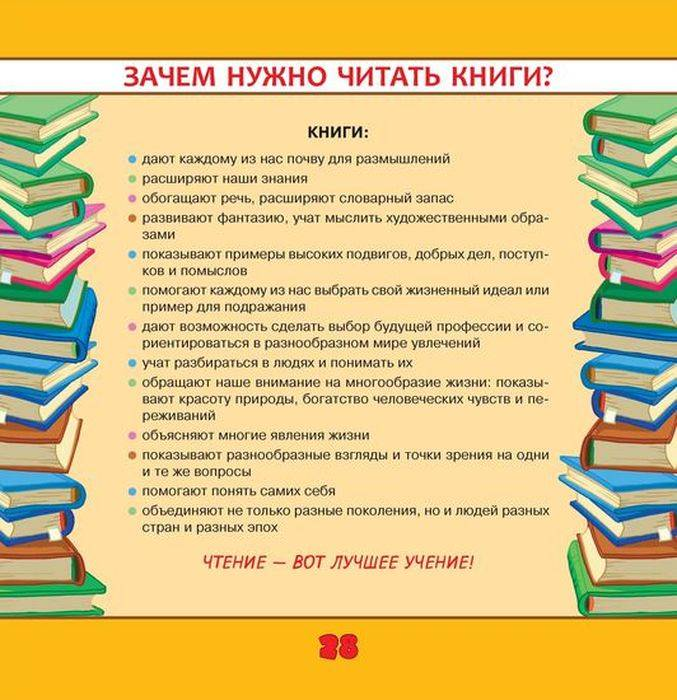 ЗАЧЕМ НУЖНО ЧИТАТЬ КНИГИ?
КНИГИ:
• дают каждому из нас почву для размышлений
• расширяют наши знания
• обогащают речь, расширяют словарный запас
• развивают фантазию, учат мыслить художественными обра-
зами
• показывают примеры высоких подвигов, добрых дел, поступ-
ков и помыслов
• помогают каждому из нас выбрать свой жизненный идеал или
пример для подражания
• дают возможность сделать выбор будущей профессии и со-
риентироваться в разнообразном мире увлечений
• учат разбираться в людях и понимать их
• обращают наше внимание на многообразие жизни: показы-
вают красоту природы, богатство человеческих чувств и пе-
реживаний
• объясняют многие явления жизни
• показывают разнообразные взгляды и точки зрения на одни
и те же вопросы
• помогают понять самих себя
• объединяют не только разные поколения, но и людей разных
стран и разных эпох
ЧТЕНИЕ — ВОТ ЛУЧШЕЕ УЧЕНИЕ!
28